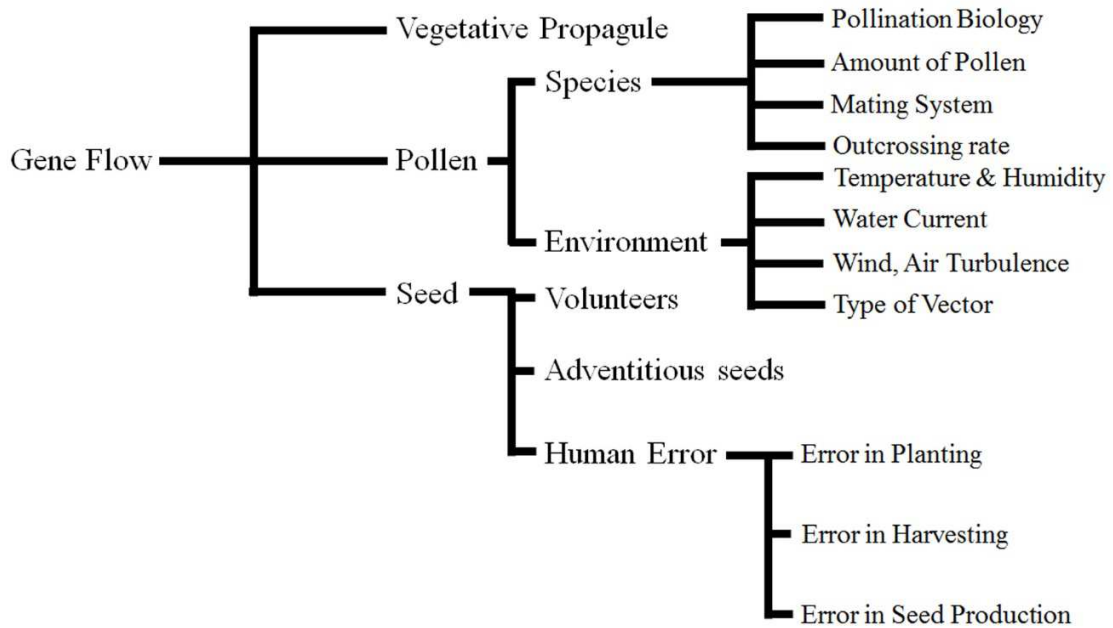 Gene Flow
Vegetative Propagule
Pollen
Species
Pollination Biology
Amount of Pollen
Mating System
Outcrossing rate
Environment
Temperature & Humidity
Water Current
Wind, Air Turbulence
Type of Vector
Seed
Volunteers
Adventitious seeds
Human Error
Error in Planting
Error in Harvesting
Error in Seed Production